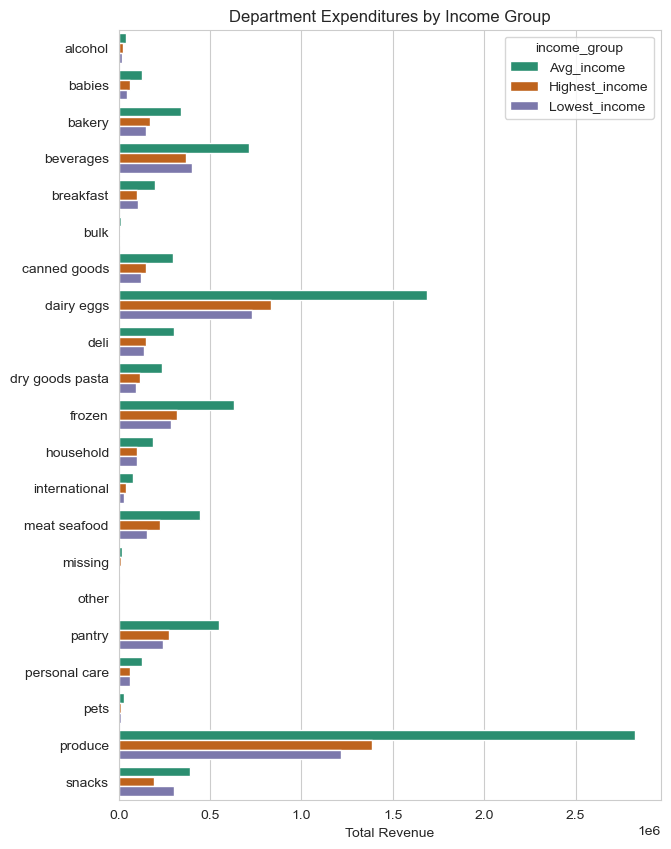 Department Expenditures by Income Group
income_group
Avg_income
Highest_income
Lowest_income
alcohol
babies
bakery
beverages
breakfast
bulk
canned goods
dairy eggs
deli
dry goods pasta
frozen
household
international
meat seafood
missing
other
pantry
personal care
pets
produce
snacks
0.0 0.5 1.0 1.5 2.0 2.5
1e6
Total Revenue